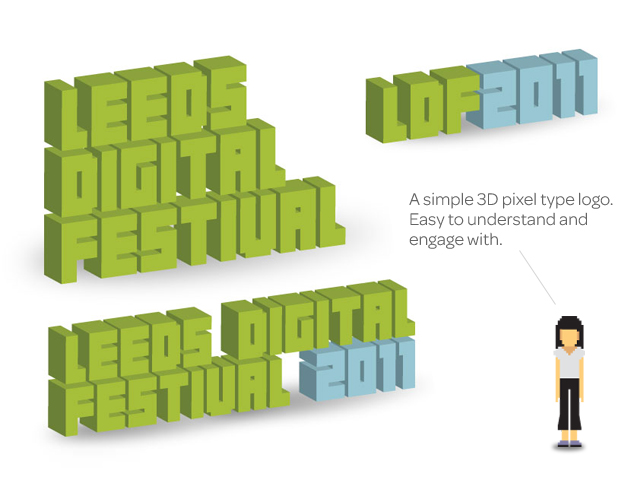 LEEDS
DIGITAL
FESTIVAL
LDF2011
A simple 3D pixel type logo.
Easy to understand and
engage with.
LEEDS DIGITAL
FESTIVAL 2011